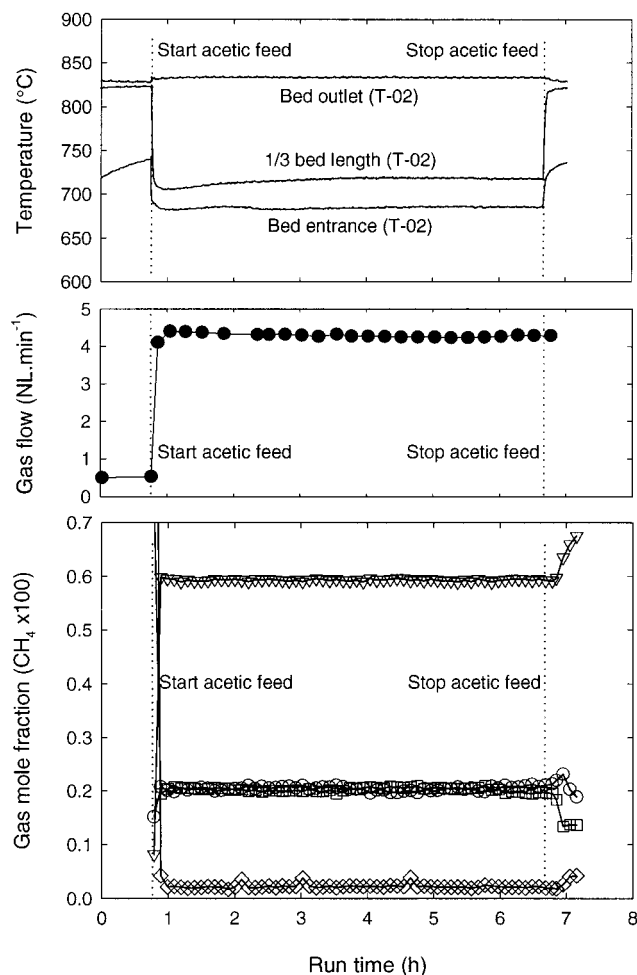 900
850
800
750
700
650
600
Temperature (°C)
Start acetic feed
Stop acetic feed
Bed outlet (T-02)
1/3 bed length (T-02)
Bed entrance (T-02)
5
4
3
2
1
0
Gas flow (NL.min-1)
Start acetic feed
Stop acetic feed
0.7
0.6
0.5
0.4
0.3
0.2
0.1
0.0
Gas mole fraction (CH4 x100)
Start acetic feed
Stop acetic feed
0 1 2 3 4 5 6 7 8
Run time (h)